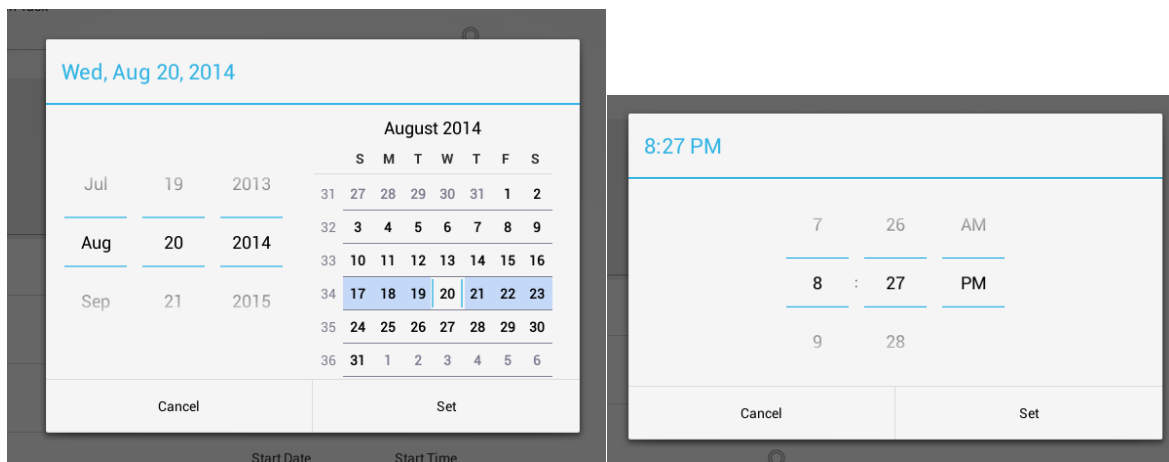 Wed, Aug 20, 2014
August 2014
S M T W T F S
Jul 19 2013
31 27 28 29 30 31 1 2
32 3 4 5 6 7 8 9
Aug 20 2014
33 10 11 12 13 14 15 16
34 17 18 19 20 21 22 23
Sep 21 2015
35 24 25 26 27 28 29 30
36 31 1 2 3 4 5 6
Cancel Set
Start Date Start Time
8:27 PM
7 26 AM
8 : 27 PM
9 28
Cancel Set